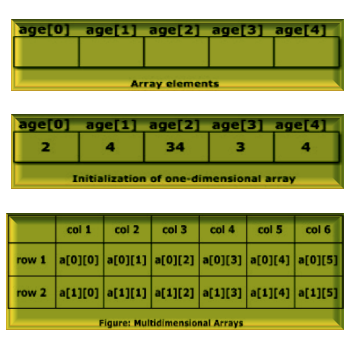 age[0] age[1] age[2] age[3] age[4]
Array elements
age[0] age[1] age[2] age[3] age[4]
2 4 34 3 4
Initialization of one-dimensional array
col 1 col 2 col 3 col 4 col 5 col 6
row 1 a[0][0] a[0][1] a[0][2] a[0][3] a[0][4] a[0][5]
row 2 a[1][0] a[1][1] a[1][2] a[1][3] a[1][4] a[1][5]
Figure: Multidimensional Arrays